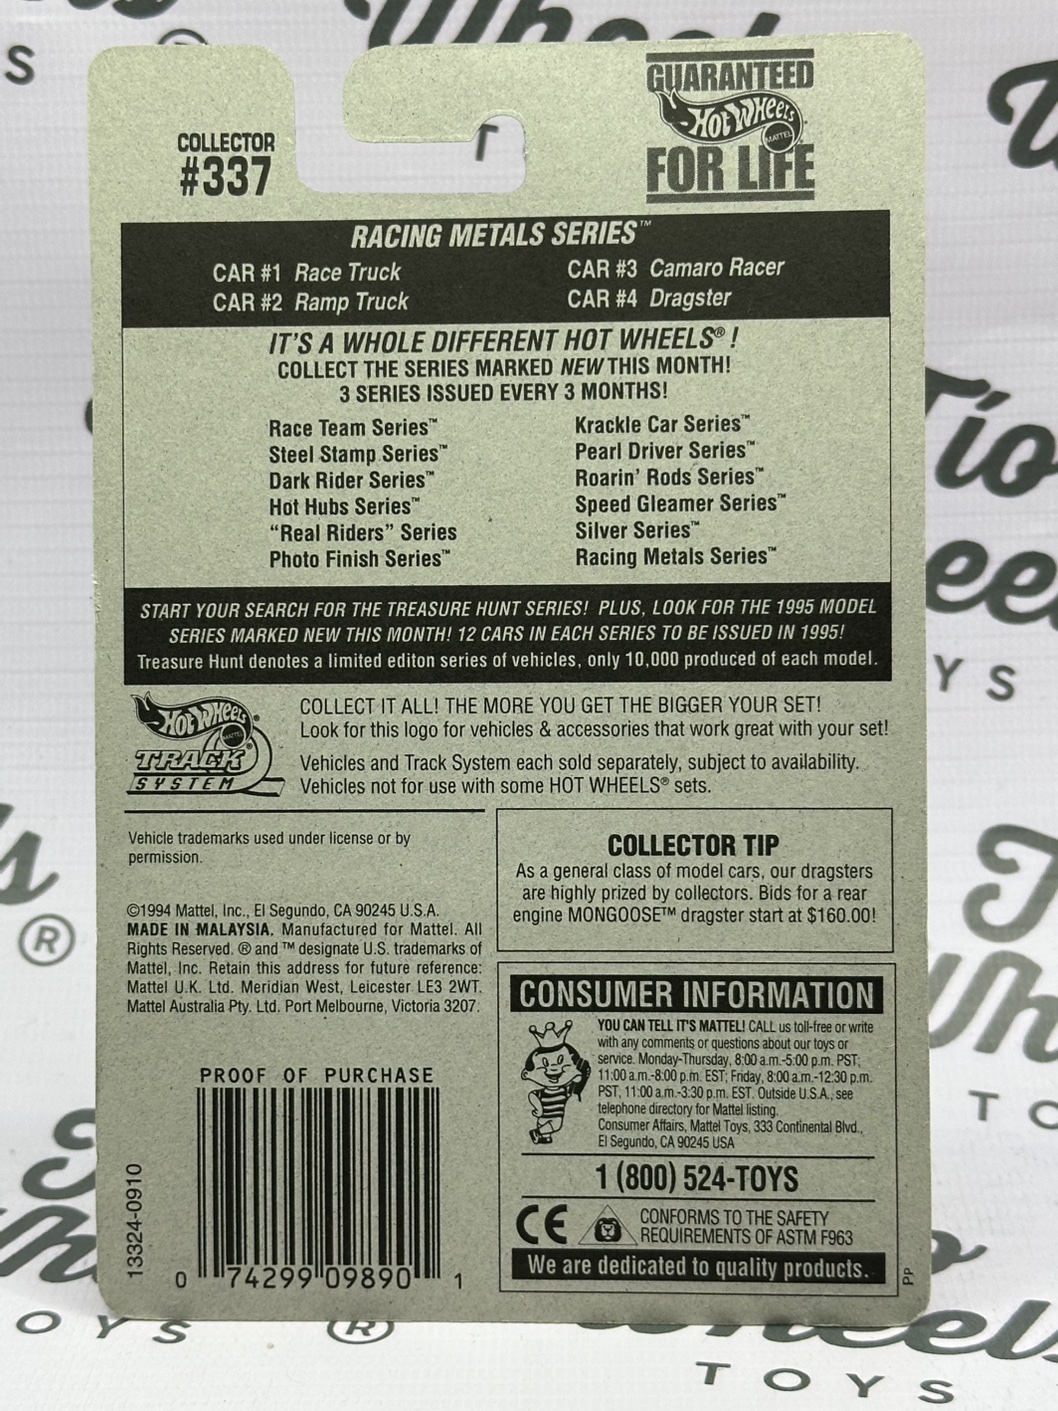 COLLECTOR
#337
GUARANTEED
HOT WHEELS
MATTEL
FOR LIFE
RACING METALS SERIES™
CAR #1 Race Truck
CAR #2 Ramp Truck
CAR #3 Camaro Racer
CAR #4 Dragster
IT'S A WHOLE DIFFERENT HOT WHEELS®!
COLLECT THE SERIES MARKED NEW THIS MONTH!
3 SERIES ISSUED EVERY 3 MONTHS!
Race Team Series™
Steel Stamp Series™
Dark Rider Series™
Hot Hubs Series™
“Real Riders” Series
Photo Finish Series™
Krackle Car Series™
Pearl Driver Series™
Roarin' Rods Series™
Speed Gleamer Series™
Silver Series™
Racing Metals Series™
START YOUR SEARCH FOR THE TREASURE HUNT SERIES! PLUS, LOOK FOR THE 1995 MODEL
SERIES MARKED NEW THIS MONTH! 12 CARS IN EACH SERIES TO BE ISSUED IN 1995!
Treasure Hunt denotes a limited editon series of vehicles, only 10,000 produced of each model.
HOT WHEELS®
MATTEL
TRACK®
SYSTEM
COLLECT IT ALL! THE MORE YOU GET THE BIGGER YOUR SET!
Look for this logo for vehicles & accessories that work great with your set!
Vehicles and Track System each sold separately, subject to availability.
Vehicles not for use with some HOT WHEELS® sets.
Vehicle trademarks used under license or by
permission.
©1994 Mattel, Inc., El Segundo, CA 90245 U.S.A.
MADE IN MALAYSIA. Manufactured for Mattel. All
Rights Reserved. ® and ™ designate U.S. trademarks of
Mattel, Inc. Retain this address for future reference:
Mattel U.K. Ltd. Meridian West, Leicester LE3 2WT.
Mattel Australia Pty. Ltd. Port Melbourne, Victoria 3207.
COLLECTOR TIP
As a general class of model cars, our dragsters
are highly prized by collectors. Bids for a rear
engine MONGOOSE™ dragster start at $160.00!
CONSUMER INFORMATION
YOU CAN TELL IT'S MATTEL! CALL us toll-free or write
with any comments or questions about our toys or
service. Monday-Thursday, 8:00 a.m.-5:00 p.m. PST;
11:00 a.m.-8:00 p.m. EST; Friday, 8:00 a.m.-12:30 p.m.
PST, 11:00 a.m.-3:30 p.m. EST. Outside U.S.A., see
telephone directory for Mattel listing.
Consumer Affairs, Mattel Toys, 333 Continental Blvd.,
El Segundo, CA 90245 USA
1 (800) 524-TOYS
CE
CONFORMS TO THE SAFETY
REQUIREMENTS OF ASTM F963
We are dedicated to quality products.
PP
PROOF OF PURCHASE
13324-0910
0 74299 09890 1
Wheels
TOYS
TOYS
TOYS
®
®